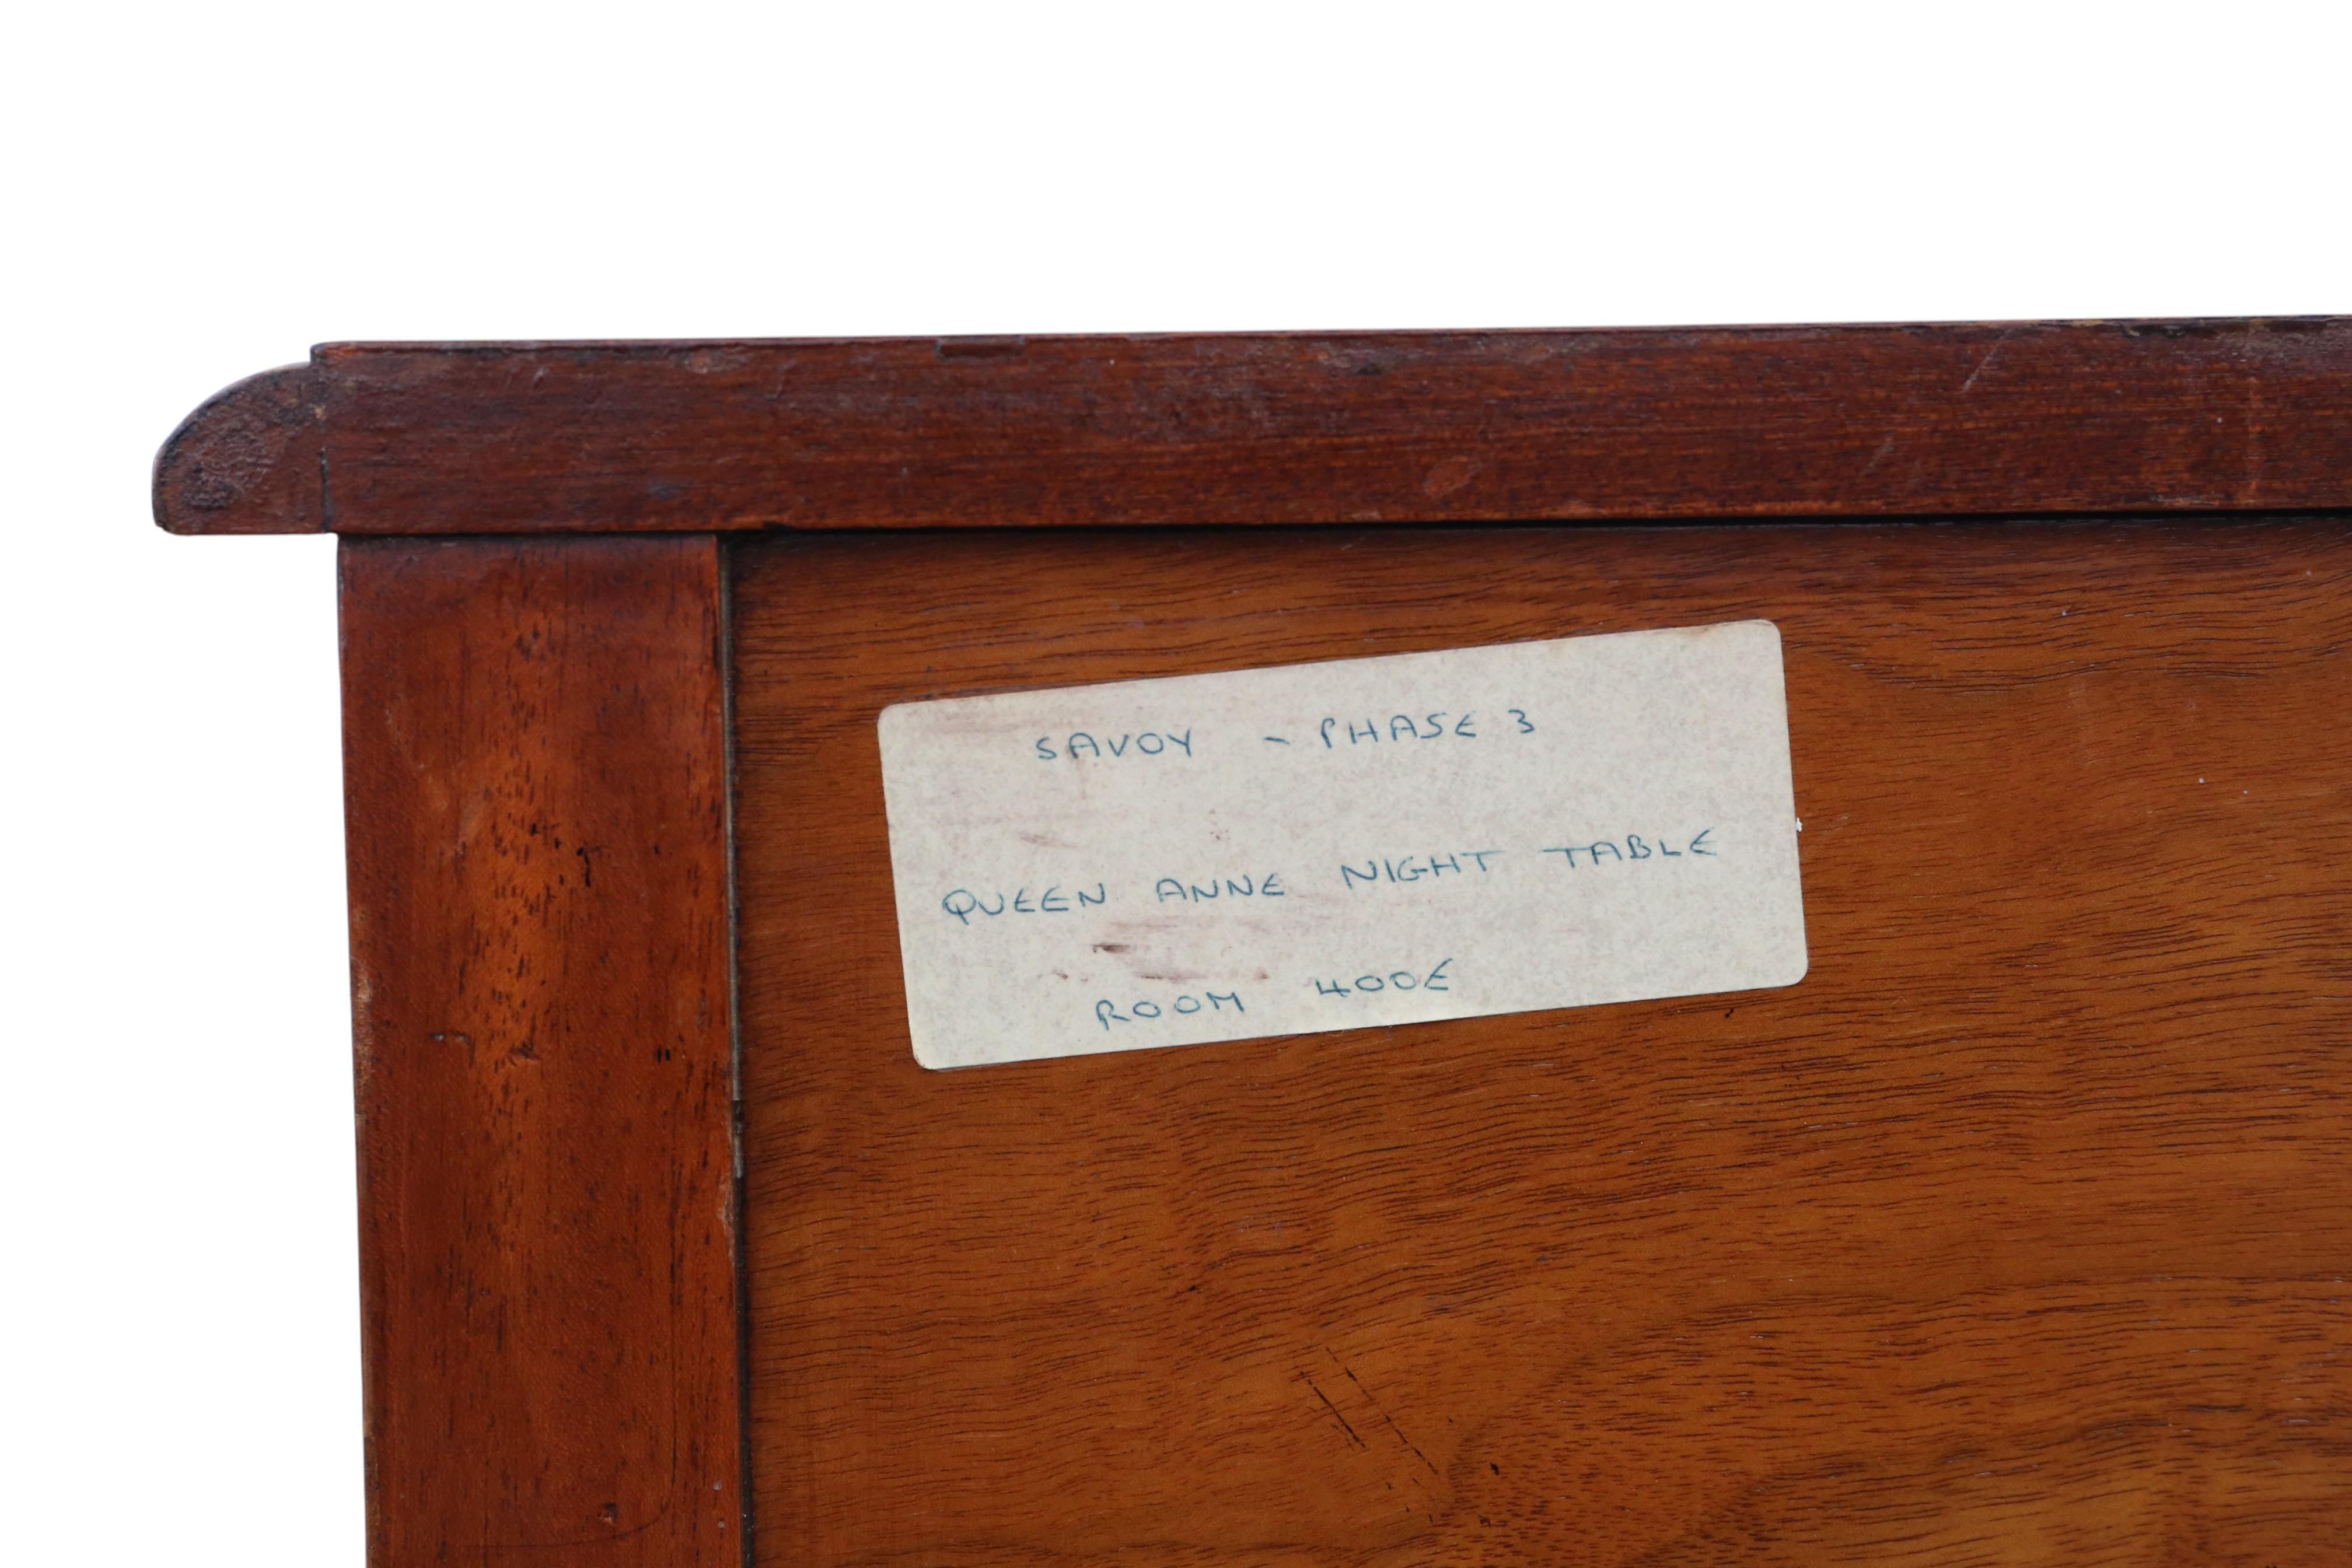 SAVOY - PHASE 3
QUEEN ANNE NIGHT TABLE
ROOM 400E